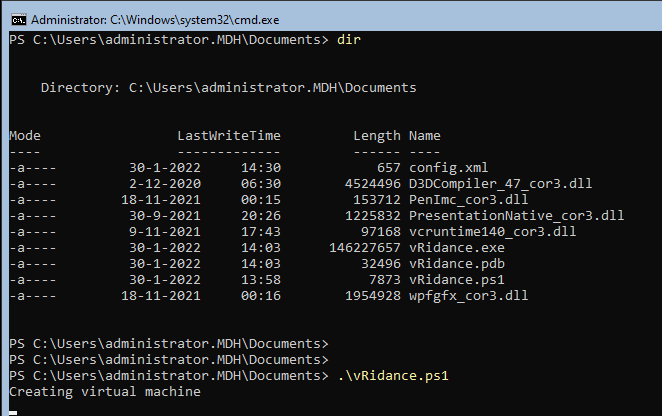 Administrator: C:\Windows\system32\cmd.exe
PS C:\Users\administrator.MDH\Documents> dir
Directory: C:\Users\administrator.MDH\Documents
Mode LastWriteTime Length Name
---- ------------- ------ ----
-a---- 30-1-2022 14:30 657 config.xml
-a---- 2-12-2020 06:30 4524496 D3DCompiler_47_cor3.dll
-a---- 18-11-2021 00:15 153712 PenImc_cor3.dll
-a---- 30-9-2021 20:26 1225832 PresentationNative_cor3.dll
-a---- 9-11-2021 17:43 97168 vcruntime140_cor3.dll
-a---- 30-1-2022 14:03 146227657 vRidance.exe
-a---- 30-1-2022 14:03 32496 vRidance.pdb
-a---- 30-1-2022 13:58 7873 vRidance.ps1
-a---- 18-11-2021 00:16 1954928 wpfgfx_cor3.dll
PS C:\Users\administrator.MDH\Documents>
PS C:\Users\administrator.MDH\Documents>
PS C:\Users\administrator.MDH\Documents> .\vRidance.ps1
Creating virtual machine